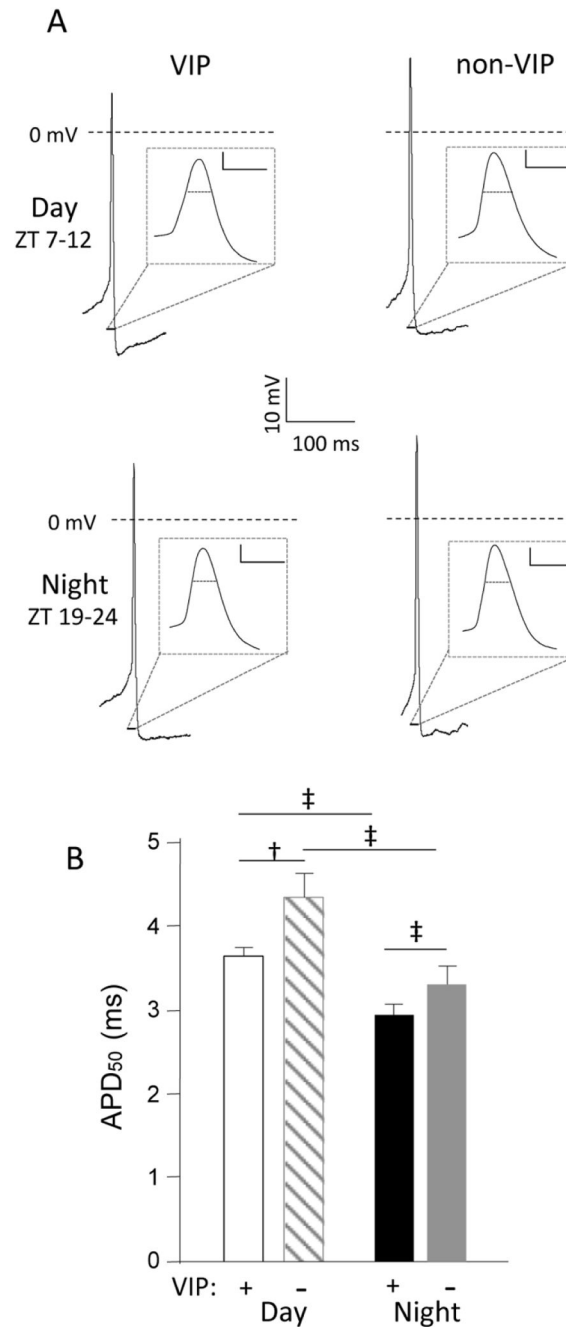 A
VIP
non-VIP
0 mV
Day
ZT 7-12
10 mV
100 ms
0 mV
Night
ZT 19-24
B
‡
‡
†
‡
5
4
3
2
1
0
APD₅₀ (ms)
VIP: + - + -
Day Night